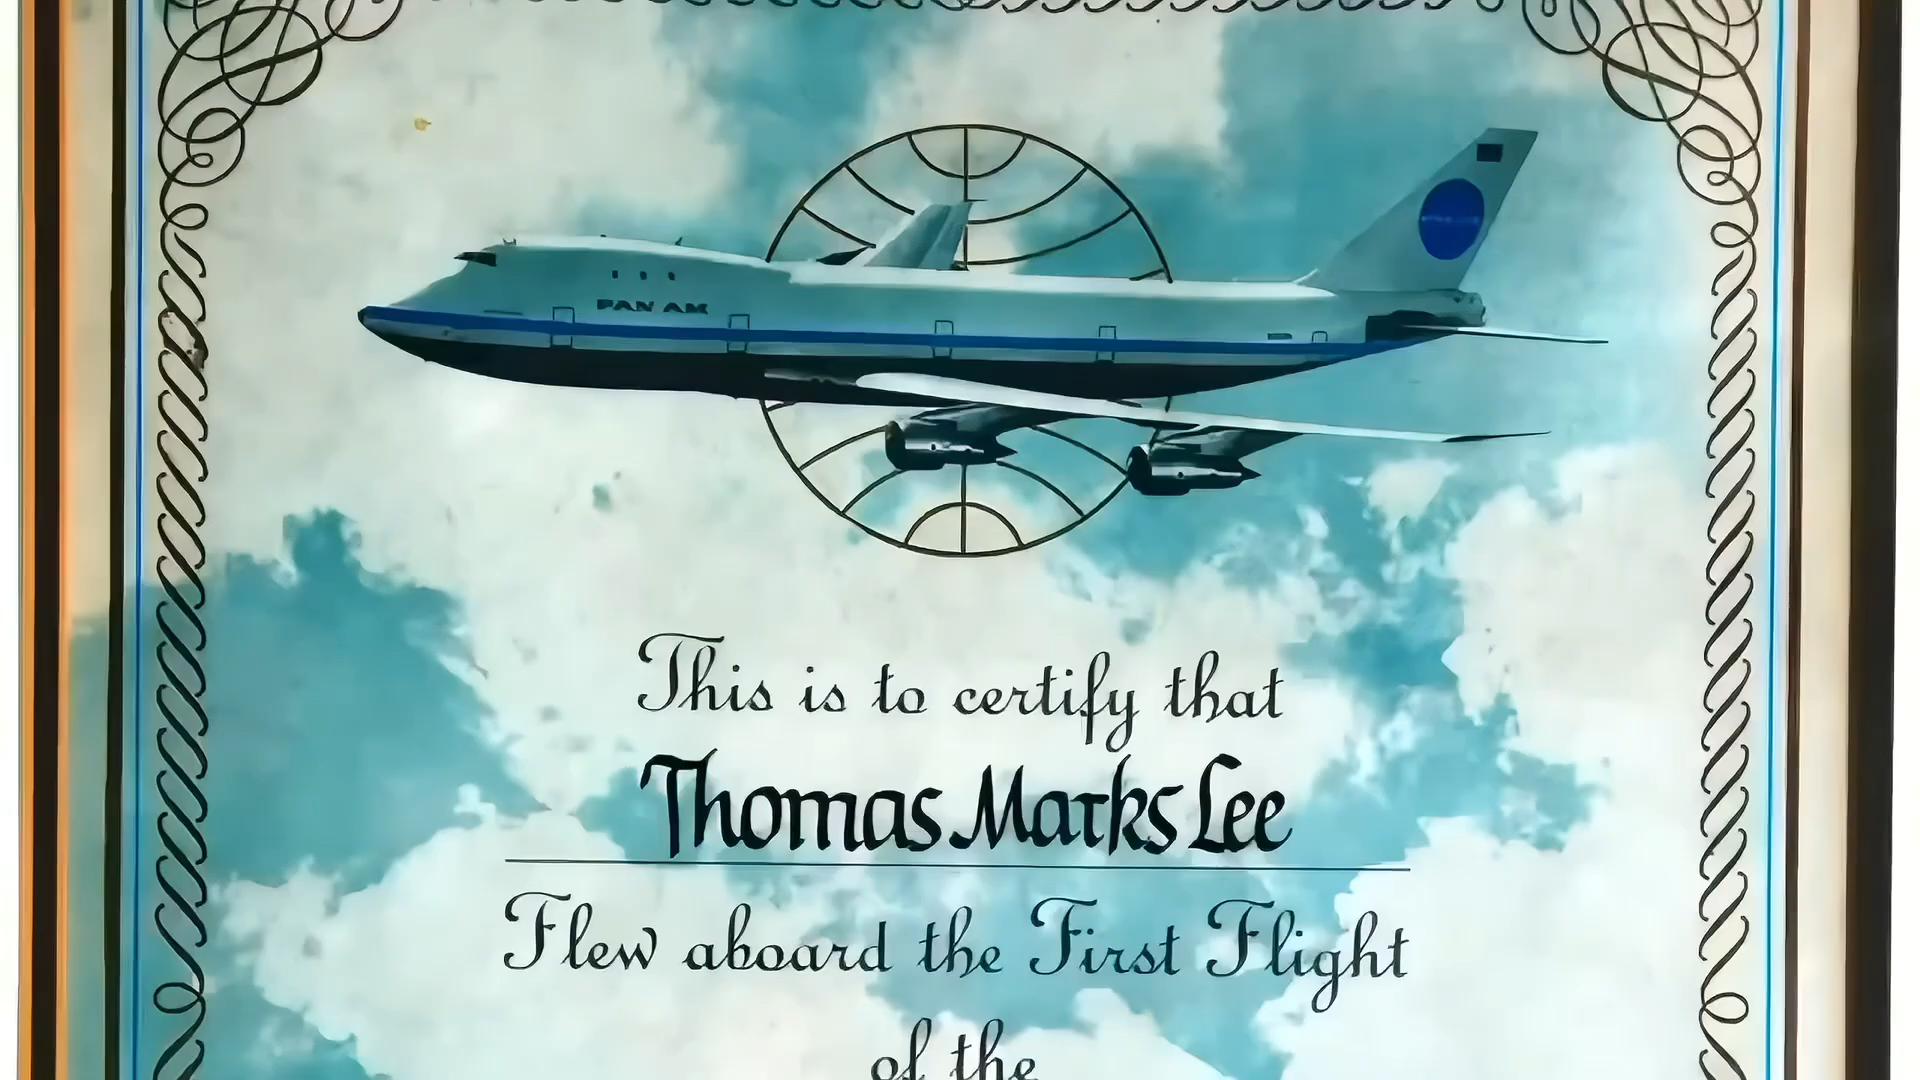 PAN AM
This is to certify that
Thomas Marks Lee
Flew aboard the First Flight
of the